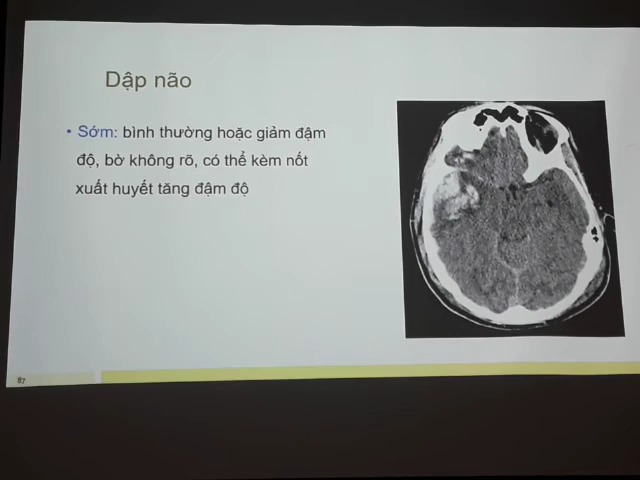 Dập não
• Sớm: bình thường hoặc giảm đậm
độ, bờ không rõ, có thể kèm nốt
xuất huyết tăng đậm độ
87